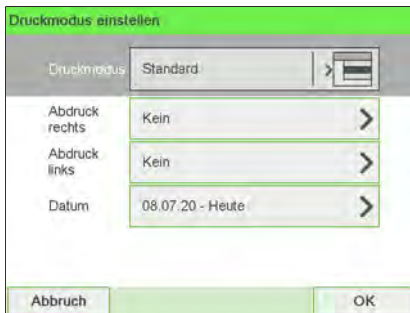 Druckmodus einstellen
Druckmodus Standard
Abdruck
rechts
Kein
Abdruck
links
Kein
Datum 08.07.20 - Heute
Abbruch OK